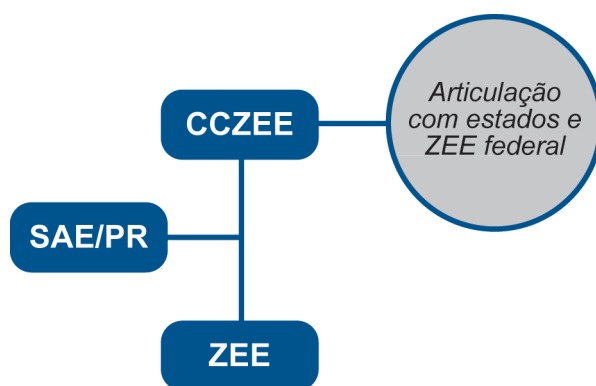 Articulação
com estados e
ZEE federal
CCZEE
SAE/PR
ZEE